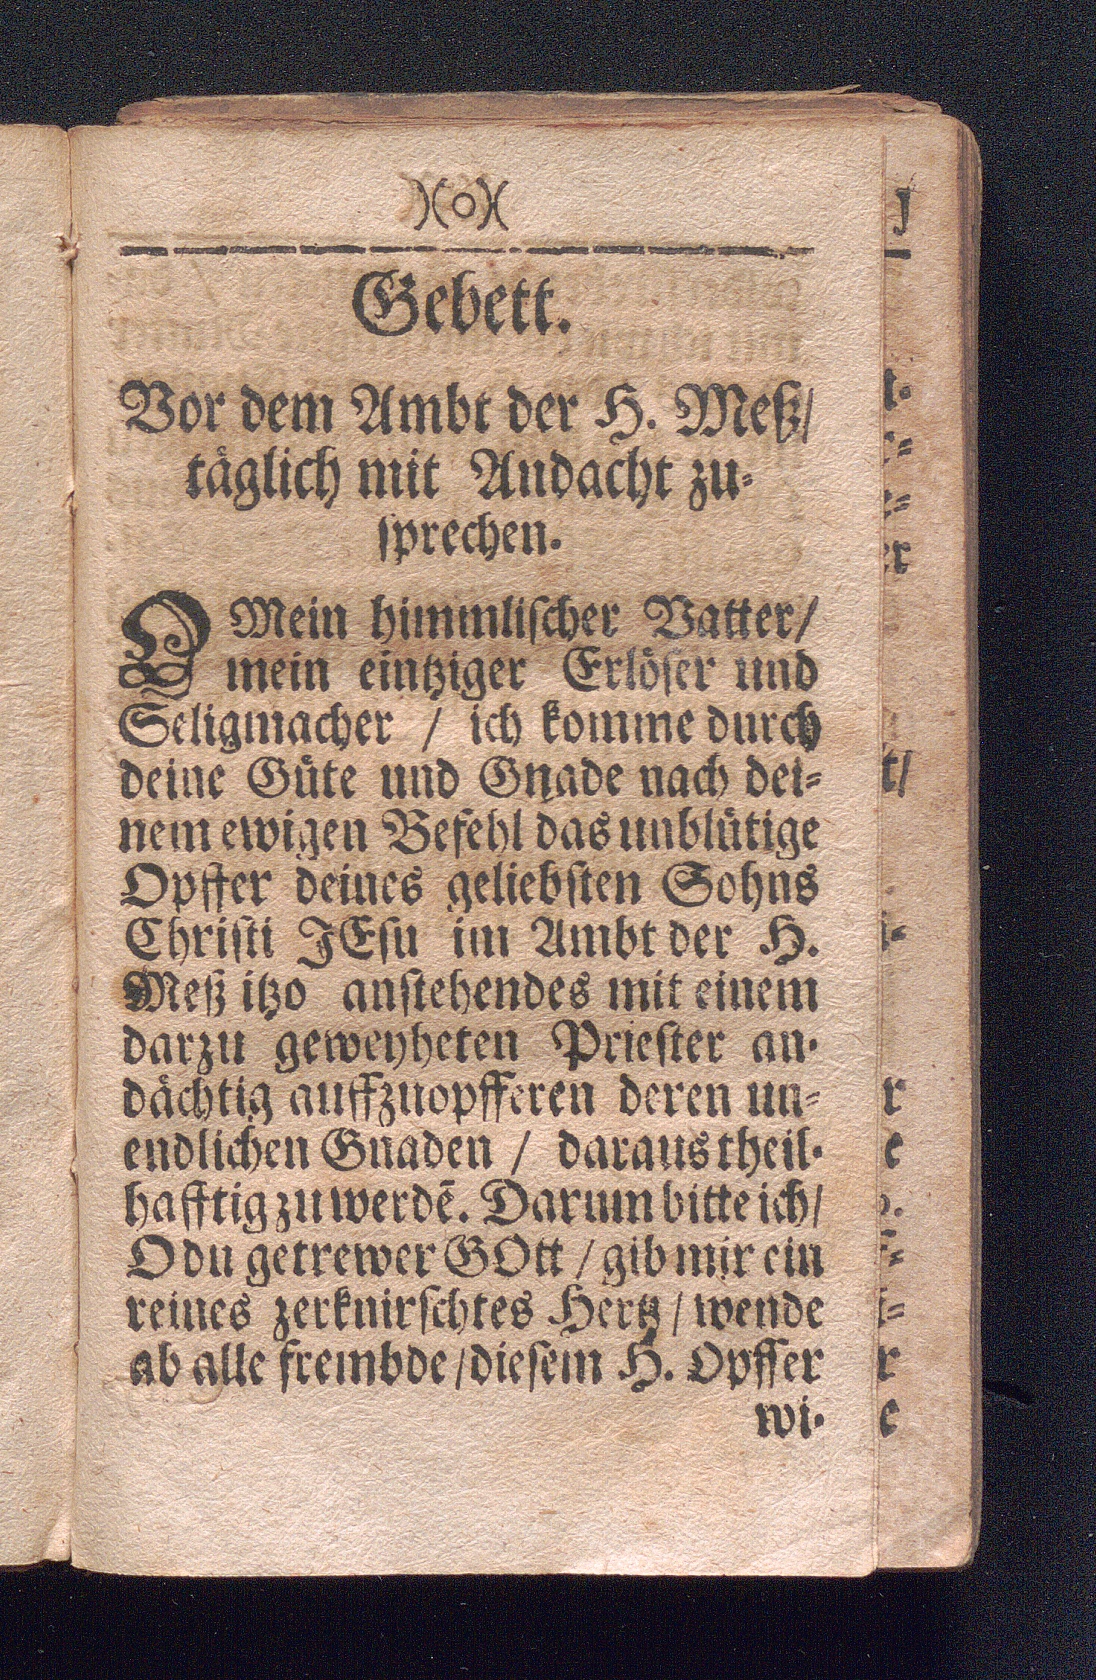 )(o)(
Gebett.
Vor dem Ambt der H. Meß/
täglich mit Andacht zu-
sprechen.
O Mein himmlischer Vatter/
mein eintziger Erlöser und
Seligmacher / ich komme durch
deine Güte und Gnade nach dei-
nem ewigen Befehl das unblütige
Opffer deines geliebsten Sohns
Christi JEsu im Ambt der H.
Meß itzo anstehendes mit einem
darzu geweyheten Priester an-
dächtig auffzuopfferen deren un-
endlichen Gnaden / daraus theil-
hafftig zu werdẽ. Darum bitte ich/
O du getrewer GOtt / gib mir ein
reines zerknirschtes Hertz / wende
ab alle frembde / diesem H. Opffer
wi-